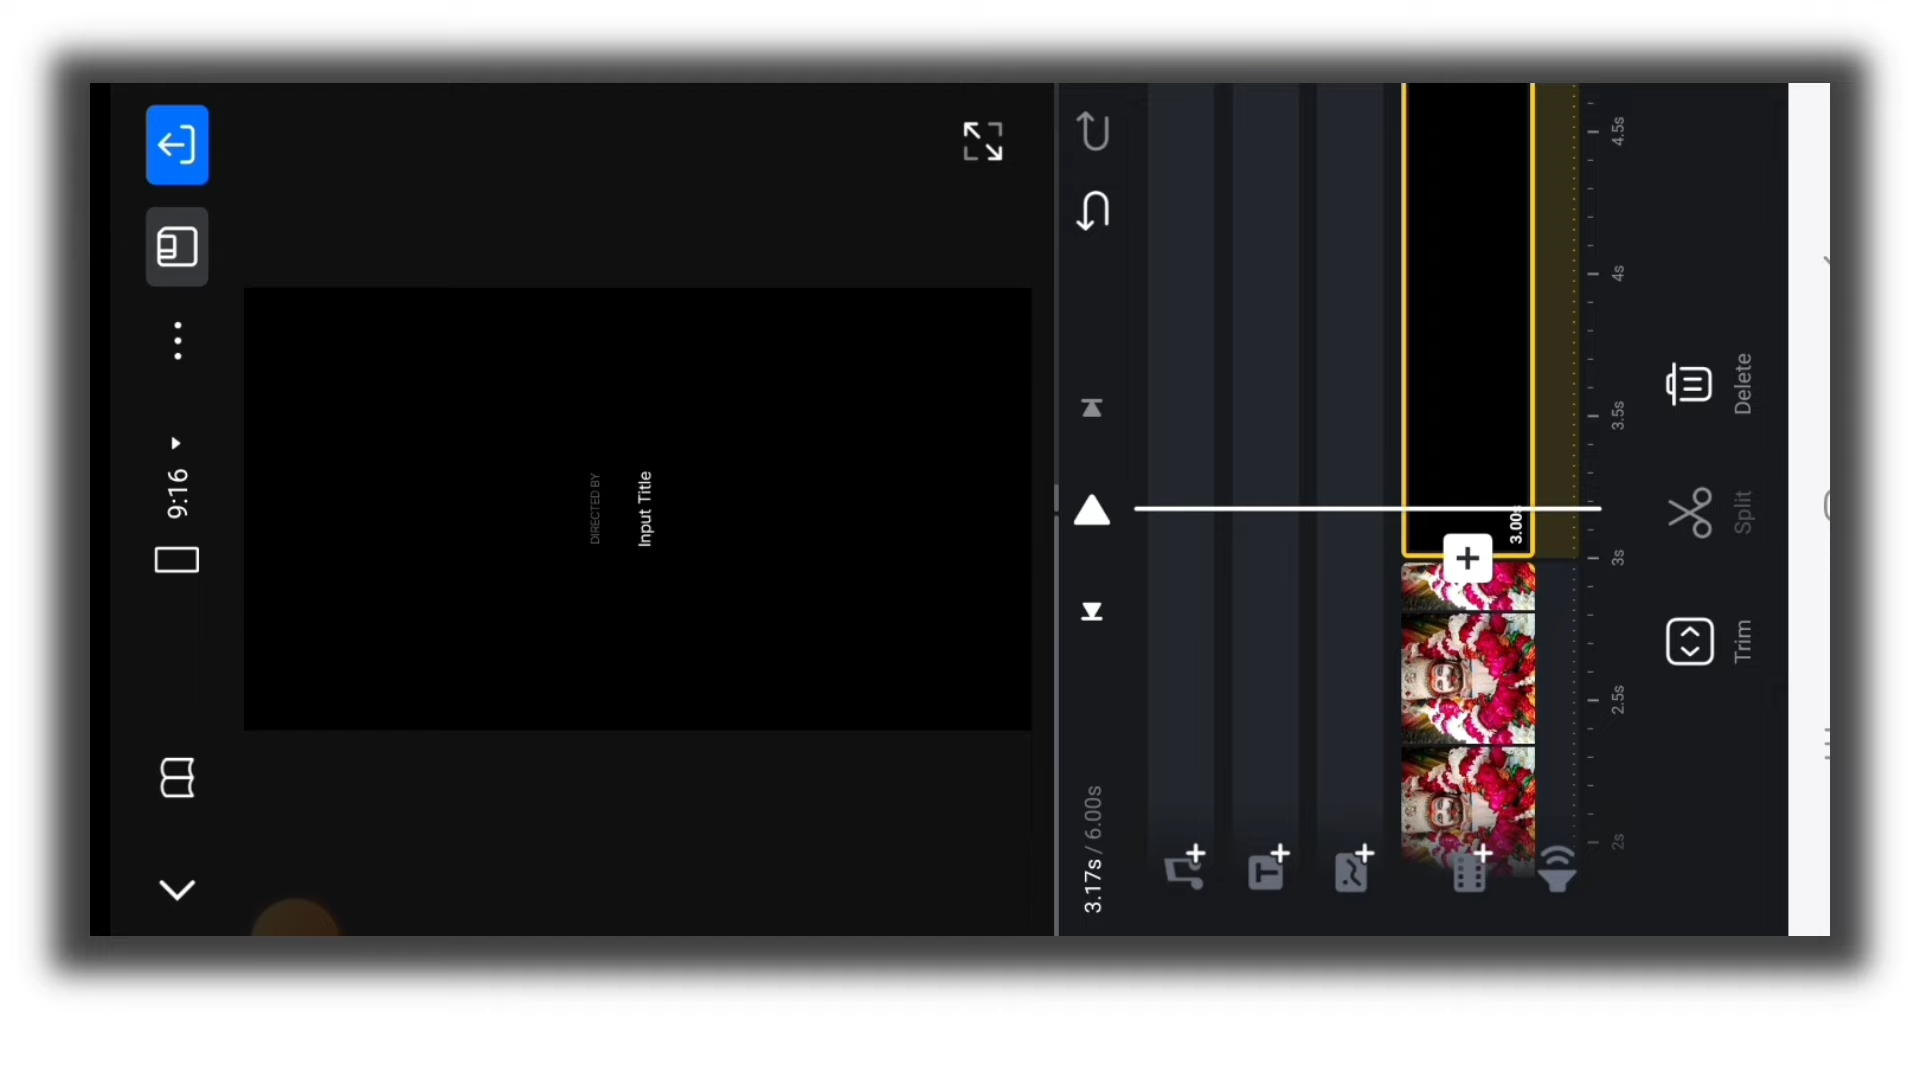 9:16
DIRECTED BY
Input Title
3.17s / 6.00s
3.00s
2s
2.5s
3s
3.5s
4s
4.5s
Trim
Split
Delete